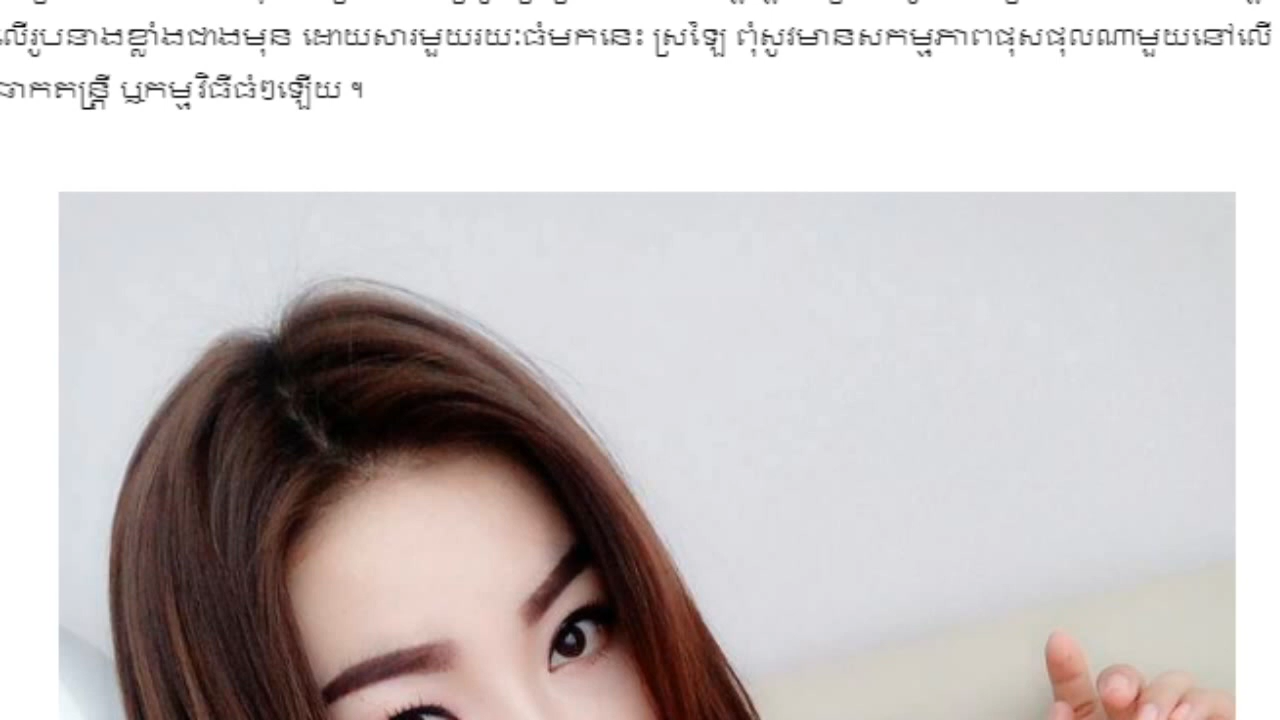 លើរូបនាងខ្លាំងជាងមុន ដោយសារមួយរយៈធំមកនេះ ស្រឡៃ ពុំសូវមានសកម្មភាពផុសផុលណាមួយនៅលើ
ឆាកតន្ត្រី ឬកម្មវិធីធំៗឡើយ ។